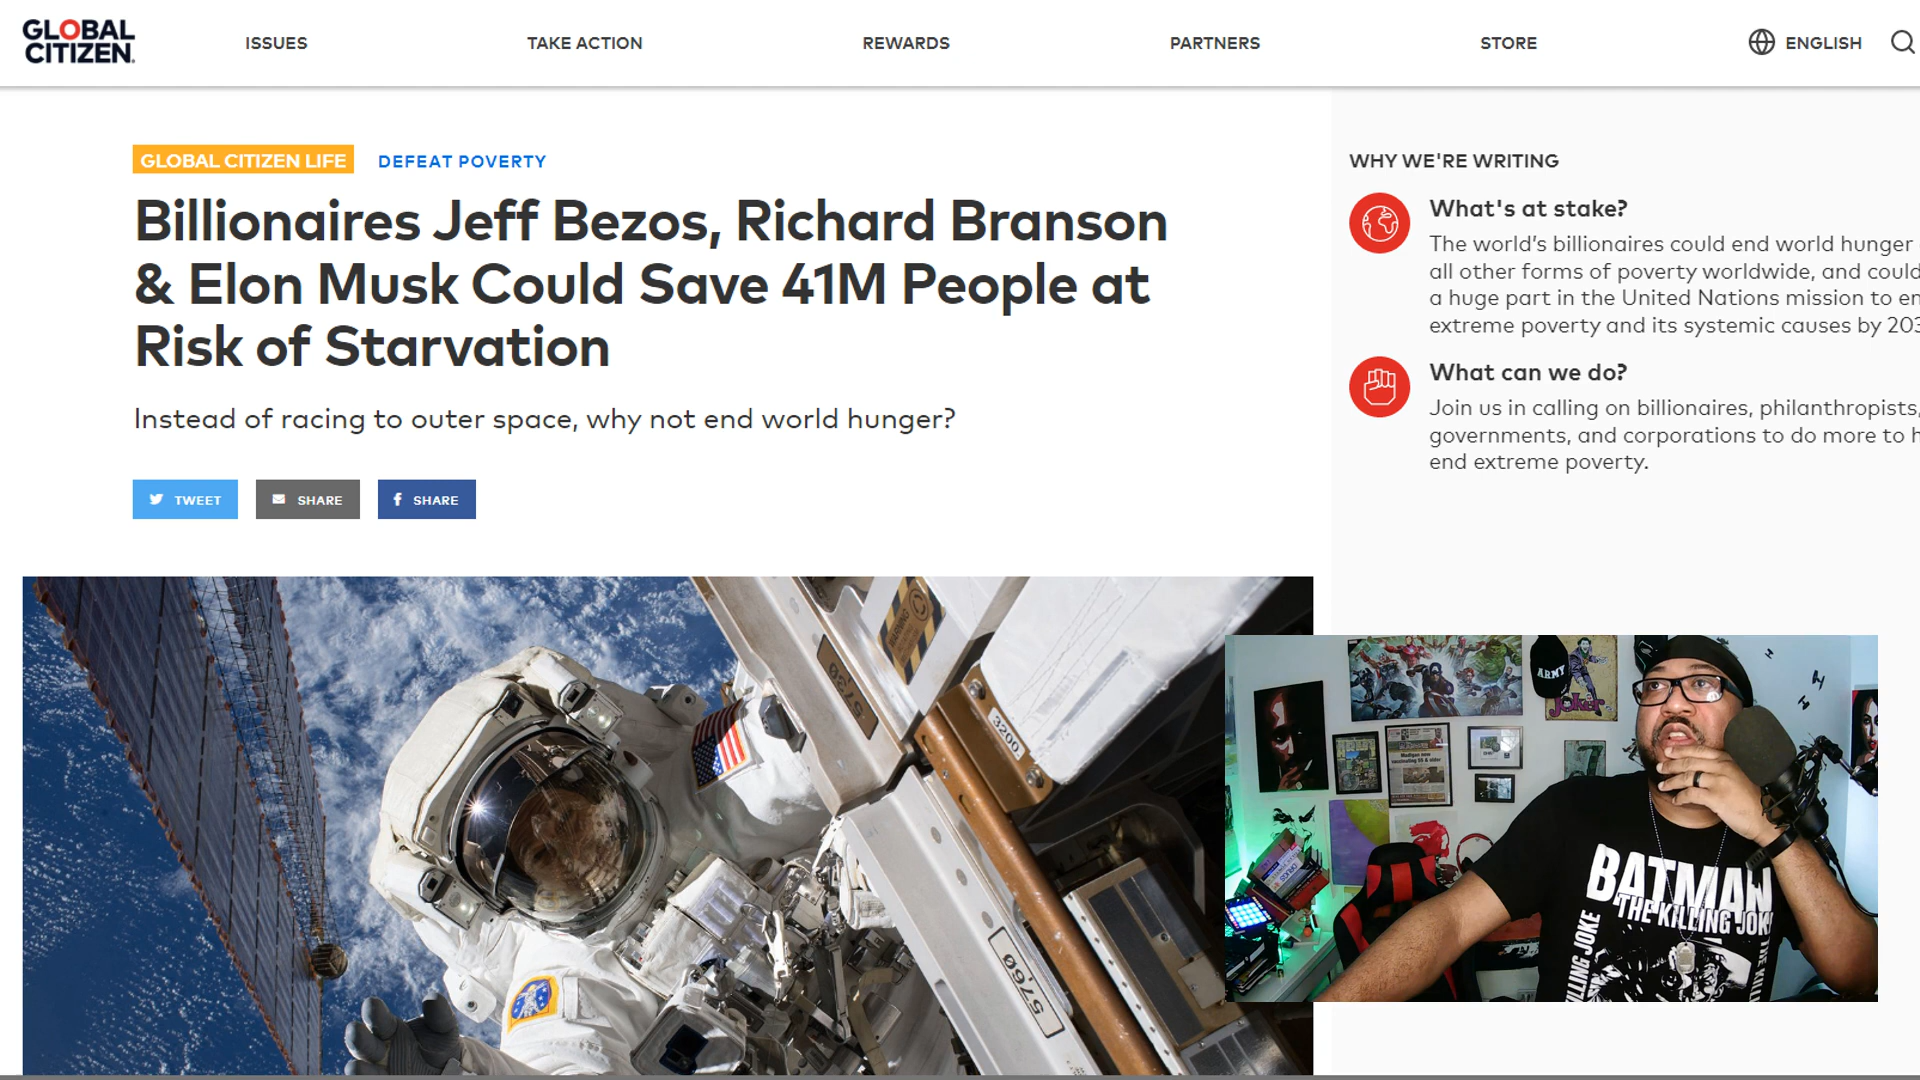 GLOBAL
CITIZEN.
ISSUES
TAKE ACTION
REWARDS
PARTNERS
STORE
ENGLISH
GLOBAL CITIZEN LIFE
DEFEAT POVERTY
Billionaires Jeff Bezos, Richard Branson
& Elon Musk Could Save 41M People at
Risk of Starvation
Instead of racing to outer space, why not end world hunger?
TWEET
SHARE
SHARE
WHY WE'RE WRITING
What's at stake?
The world's billionaires could end world hunger
all other forms of poverty worldwide, and could
a huge part in the United Nations mission to
extreme poverty and its systemic causes by
What can we do?
Join us in calling on billionaires, philanthropists,
governments, and corporations to do more to
end extreme poverty.
WARNING
0730
3200
5760
ARMY
Joker
BATMAN
THE KILLING
KILLING JOKE